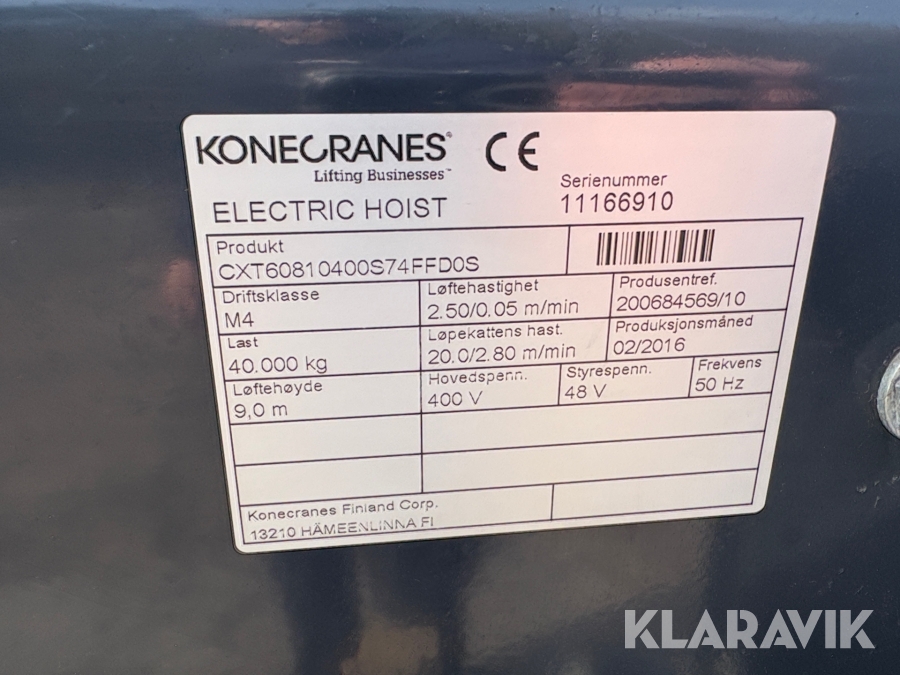 KONECRANES® CE
Lifting Businesses™
ELECTRIC HOIST
Serienummer
11166910
Produkt
CXT60810400S74FFD0S
Driftsklasse
M4
Løftehastighet
2.50/0.05 m/min
Produsentref.
200684569/10
Last
40.000 kg
Løpekattens hast.
20.0/2.80 m/min
Produksjonsmåned
02/2016
Løftehøyde
9,0 m
Hovedspenn.
400 V
Styrespenn.
48 V
Frekvens
50 Hz
Konecranes Finland Corp.
13210 HÄMEENLINNA FI
KLARAVIK